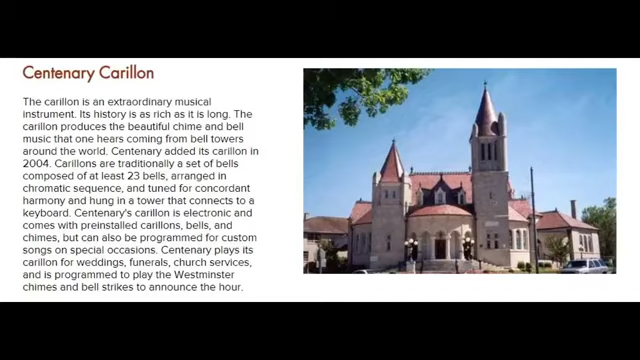 Centenary Carillon
The carillon is an extraordinary musical
instrument. Its history is as rich as it is long. The
carillon produces the beautiful chime and bell
music that one hears coming from bell towers
around the world. Centenary added its carillon in
2004. Carillons are traditionally a set of bells
composed of at least 23 bells, arranged in
chromatic sequence, and tuned for concordant
harmony and hung in a tower that connects to a
keyboard. Centenary's carillon is electronic and
comes with preinstalled carillons, bells, and
chimes, but can also be programmed for custom
songs on special occasions. Centenary plays its
carillon for weddings, funerals, church services,
and is programmed to play the Westminster
chimes and bell strikes to announce the hour.